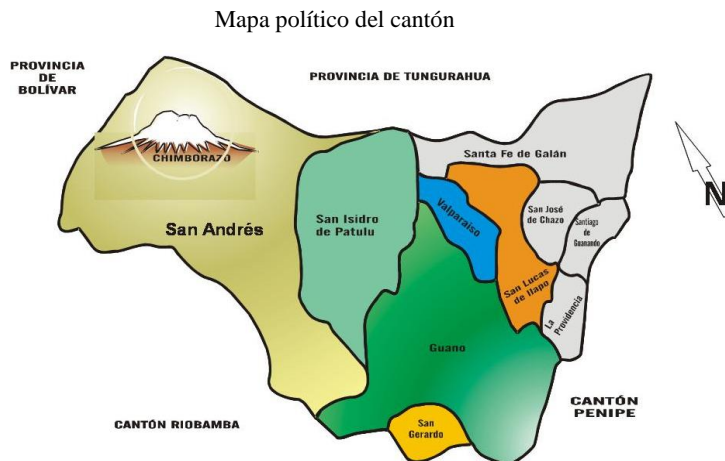 Mapa político del cantón
PROVINCIA
DE
BOLÍVAR
PROVINCIA DE TUNGURAHUA
CHIMBORAZO
Santa Fe de Galán
N
San Andrés
San Isidro
de Patulu
Valparaiso
San José
de Chazo
Santiago
de
Guanando
San Lucas
de Ilapo
La
Providencia
Guano
CANTÓN
PENIPE
CANTÓN RIOBAMBA
San
Gerardo